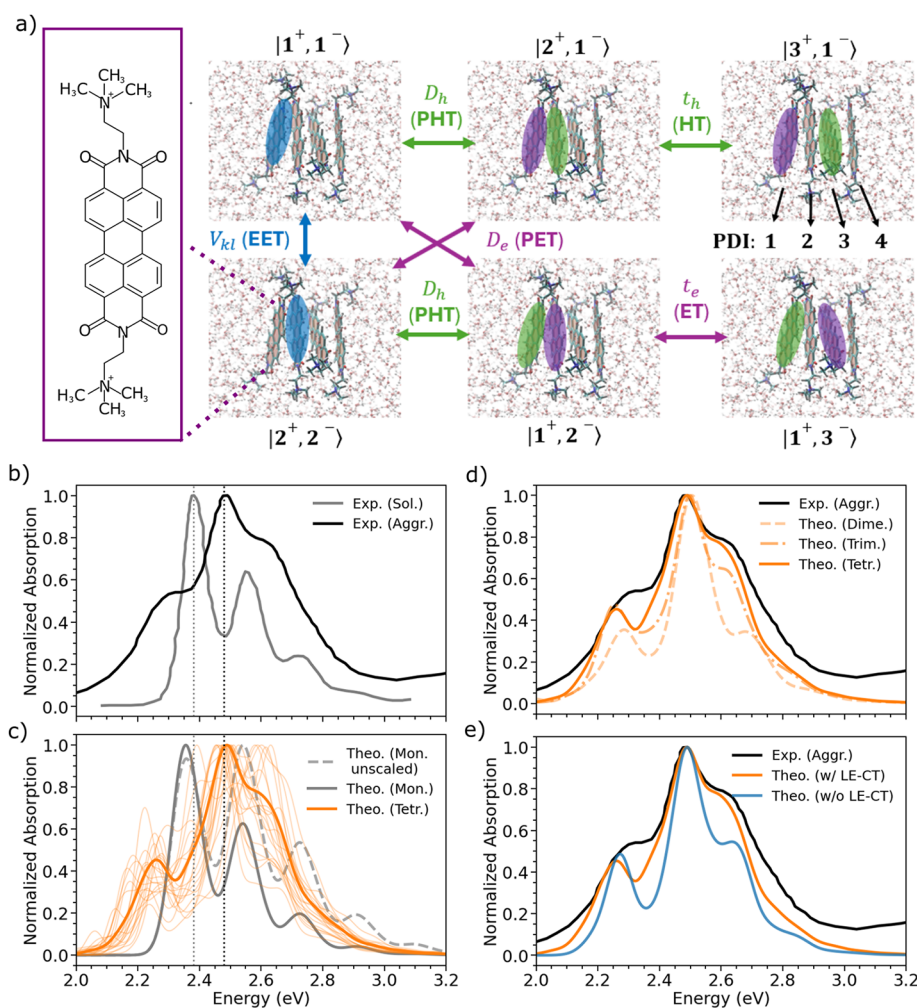 a)
|1⁺, 1⁻⟩
|2⁺, 1⁻⟩
|3⁺, 1⁻⟩
CH₃
H₃C
N⁺
CH₃
O
N
O
O
N
O
CH₃
N⁺
H₃C
CH₃
D_h
(PHT)
t_h
(HT)
V_kl (EET)
D_e (PET)
PDI: 1 2 3 4
D_h
(PHT)
t_e
(ET)
|2⁺, 2⁻⟩
|1⁺, 2⁻⟩
|1⁺, 3⁻⟩
b)
Normalized Absorption
1.0
0.8
0.6
0.4
0.2
0.0
Exp. (Sol.)
Exp. (Aggr.)
d)
Normalized Absorption
1.0
0.8
0.6
0.4
0.2
0.0
Exp. (Aggr.)
Theo. (Dime.)
Theo. (Trim.)
Theo. (Tetr.)
c)
Normalized Absorption
1.0
0.8
0.6
0.4
0.2
0.0
Theo. (Mon.
unscaled)
Theo. (Mon.)
Theo. (Tetr.)
2.0 2.2 2.4 2.6 2.8 3.0 3.2
Energy (eV)
e)
Normalized Absorption
1.0
0.8
0.6
0.4
0.2
0.0
Exp. (Aggr.)
Theo. (w/ LE-CT)
Theo. (w/o LE-CT)
2.0 2.2 2.4 2.6 2.8 3.0 3.2
Energy (eV)